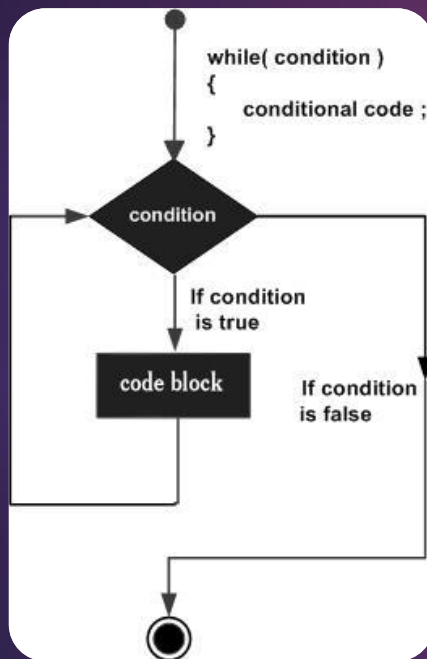 while( condition )
{
conditional code ;
}
condition
If condition
is true
code block
If condition
is false